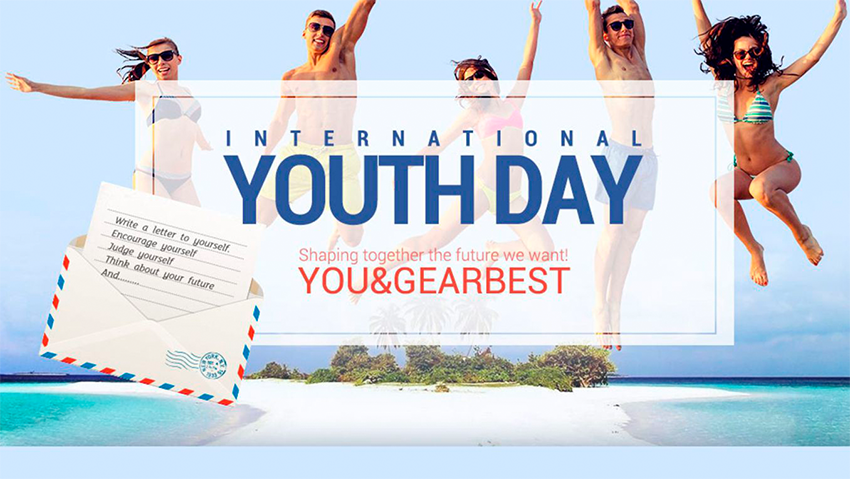 INTERNATIONAL
YOUTH DAY
Shaping together the future we want!
YOU&GEARBEST
Write a letter to yourself.
Encourage yourself
Judge yourself
Think about your future
And.........